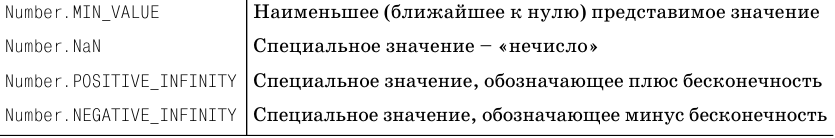 Number.MIN_VALUE Наименьшее (ближайшее к нулю) представимое значение
Number.NaN Специальное значение – «нечисло»
Number.POSITIVE_INFINITY Специальное значение, обозначающее плюс бесконечность
Number.NEGATIVE_INFINITY Специальное значение, обозначающее минус бесконечность